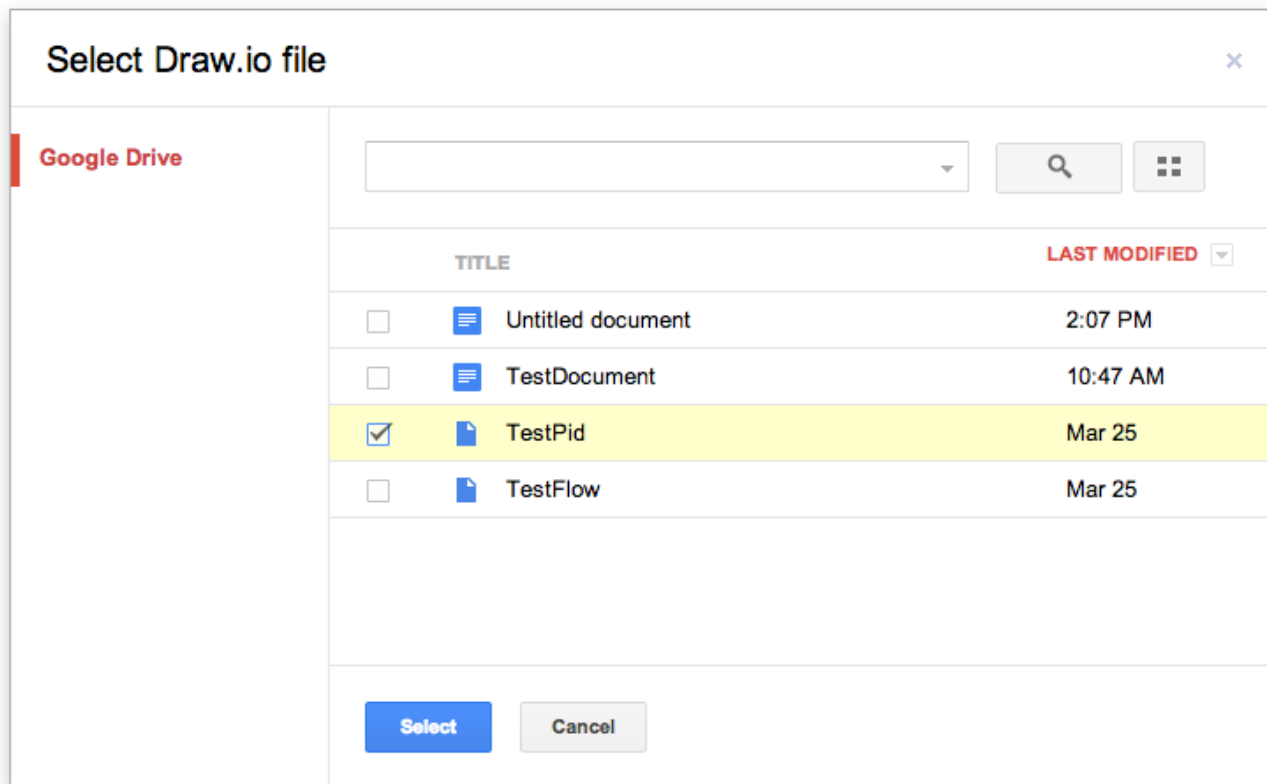 Select Draw.io file
Google Drive
TITLE LAST MODIFIED
Untitled document 2:07 PM
TestDocument 10:47 AM
TestPid Mar 25
TestFlow Mar 25
Select Cancel